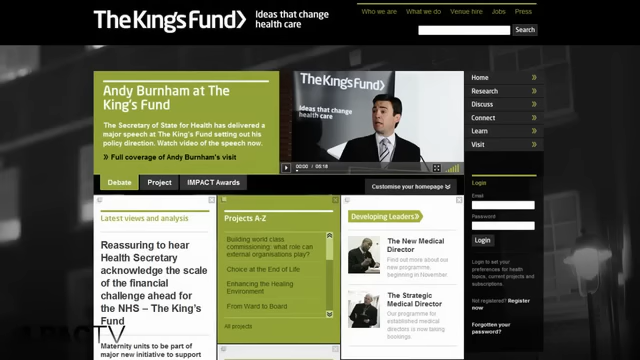 TheKingsFund> Ideas that change
health care
Who we are What we do Venue hire Jobs Press
Search
Andy Burnham at The
King's Fund
The Secretary of State for Health has delivered a
major speech at The King's Fund setting out his
policy direction. Watch video of the speech now.
Full coverage of Andy Burnham's visit
TheKingsFund>
Ideas that change
health care
00:00 / 05:18
Home
Research
Discuss
Connect
Learn
Visit
Debate Project IMPACT Awards
Customise your homepage
Latest views and analysis
Reassuring to hear
Health Secretary
acknowledge the scale
of the financial
challenge ahead for
the NHS – The King's
Fund
Maternity units to be part of
major new initiative to support
Projects A-Z
Building world class
commissioning: what role can
external organisations play?
Choice at the End of Life
Enhancing the Healing
Environment
From Ward to Board
All projects
Developing Leaders
The New Medical
Director
Find out more about our
new programme,
beginning in November.
The Strategic
Medical Director
Our programme for
established medical
directors is now taking
bookings
Login
Email
Password
Login
Login to set your
preferences for health
topics, current projects and
subscriptions.
Not registered? Register
now
Forgotten your
password?